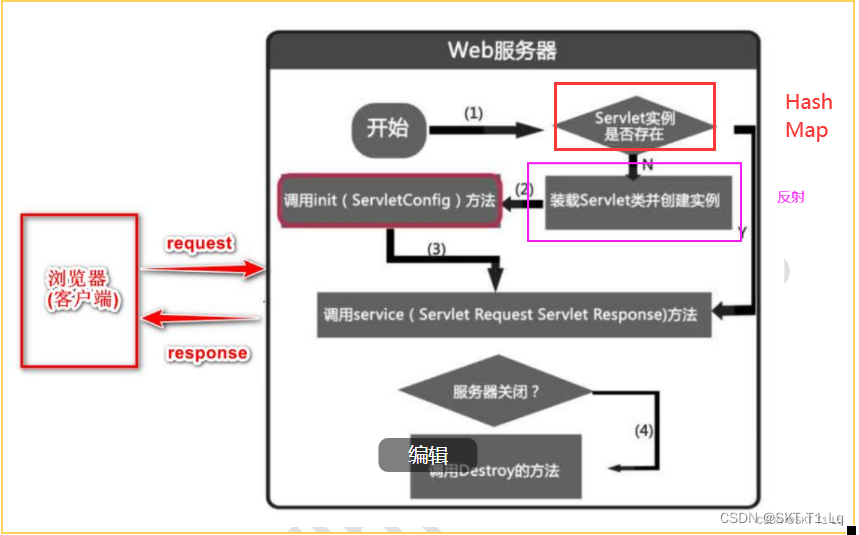 Web服务器
开始
(1)
Servlet实例
是否存在
Hash
Map
N
调用init（ServletConfig）方法
(2)
装载Servlet类并创建实例
反射
Y
(3)
request
浏览器
(客户端)
response
调用service（Servlet Request Servlet Response)方法
服务器关闭？
(4)
编辑
调用Destroy的方法
CSDN @SKT T1 Lq